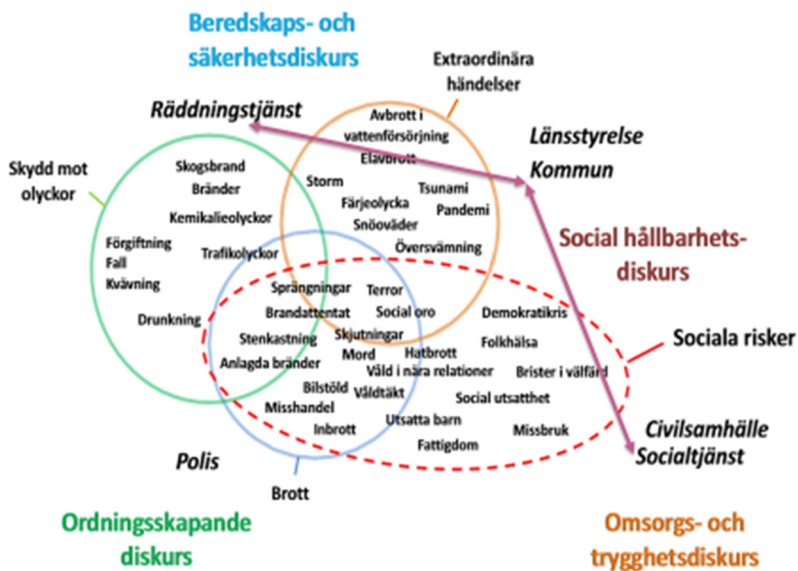 Beredskaps- och
säkerhetsdiskurs
Extraordinära
händelser
Räddningstjänst
Avbrott i
vattenförsörjning
Elavbrott
Länsstyrelse
Kommun
Skydd mot
olyckor
Skogsbrand
Bränder
Storm
Tsunami
Färjeolycka
Pandemi
Kemikalieolyckor
Snöoväder
Översvämning
Social hållbarhets-
diskurs
Förgiftning
Fall
Kvävning
Trafikolyckor
Sprängningar
Terror
Drunkning
Brandattentat
Social oro
Demokratikris
Stenkastning
Skjutningar
Folkhälsa
Sociala risker
Mord
Hatbrott
Anlagda bränder
Våld i nära relationer
Brister i välfärd
Bilstöld
Våldtäkt
Social utsatthet
Misshandel
Utsatta barn
Inbrott
Missbruk
Fattigdom
Civilsamhälle
Socialtjänst
Polis
Brott
Ordningsskapande
diskurs
Omsorgs- och
trygghetsdiskurs